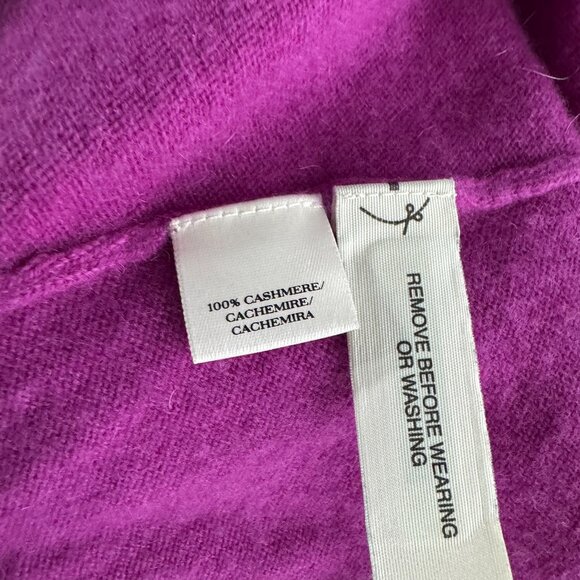 100% CASHMERE/
CACHEMIRE/
CACHEMIRA
REMOVE BEFORE WEARING
OR WASHING